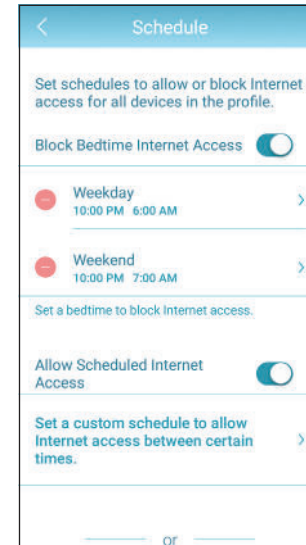 Schedule
Set schedules to allow or block Internet
access for all devices in the profile.
Block Bedtime Internet Access
Weekday
10:00 PM 6:00 AM
Weekend
10:00 PM 7:00 AM
Set a bedtime to block Internet access.
Allow Scheduled Internet
Access
Set a custom schedule to allow
Internet access between certain
times.
or